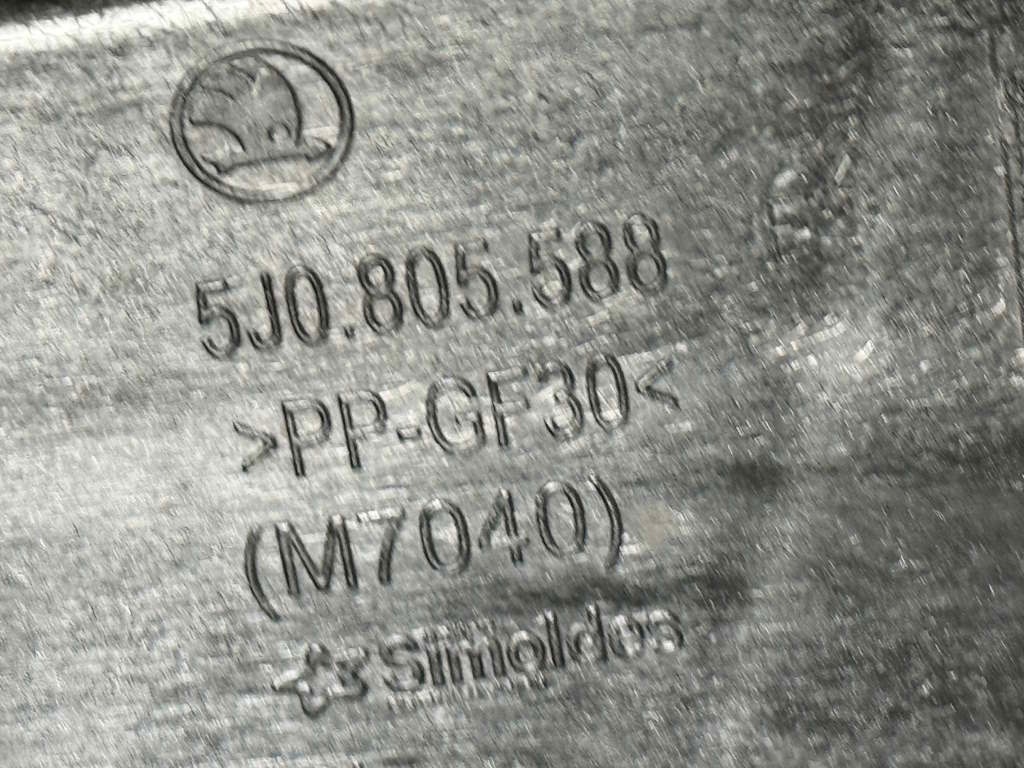 5J0.805.588
>PP-GF30<
(M7040)
Simoldes